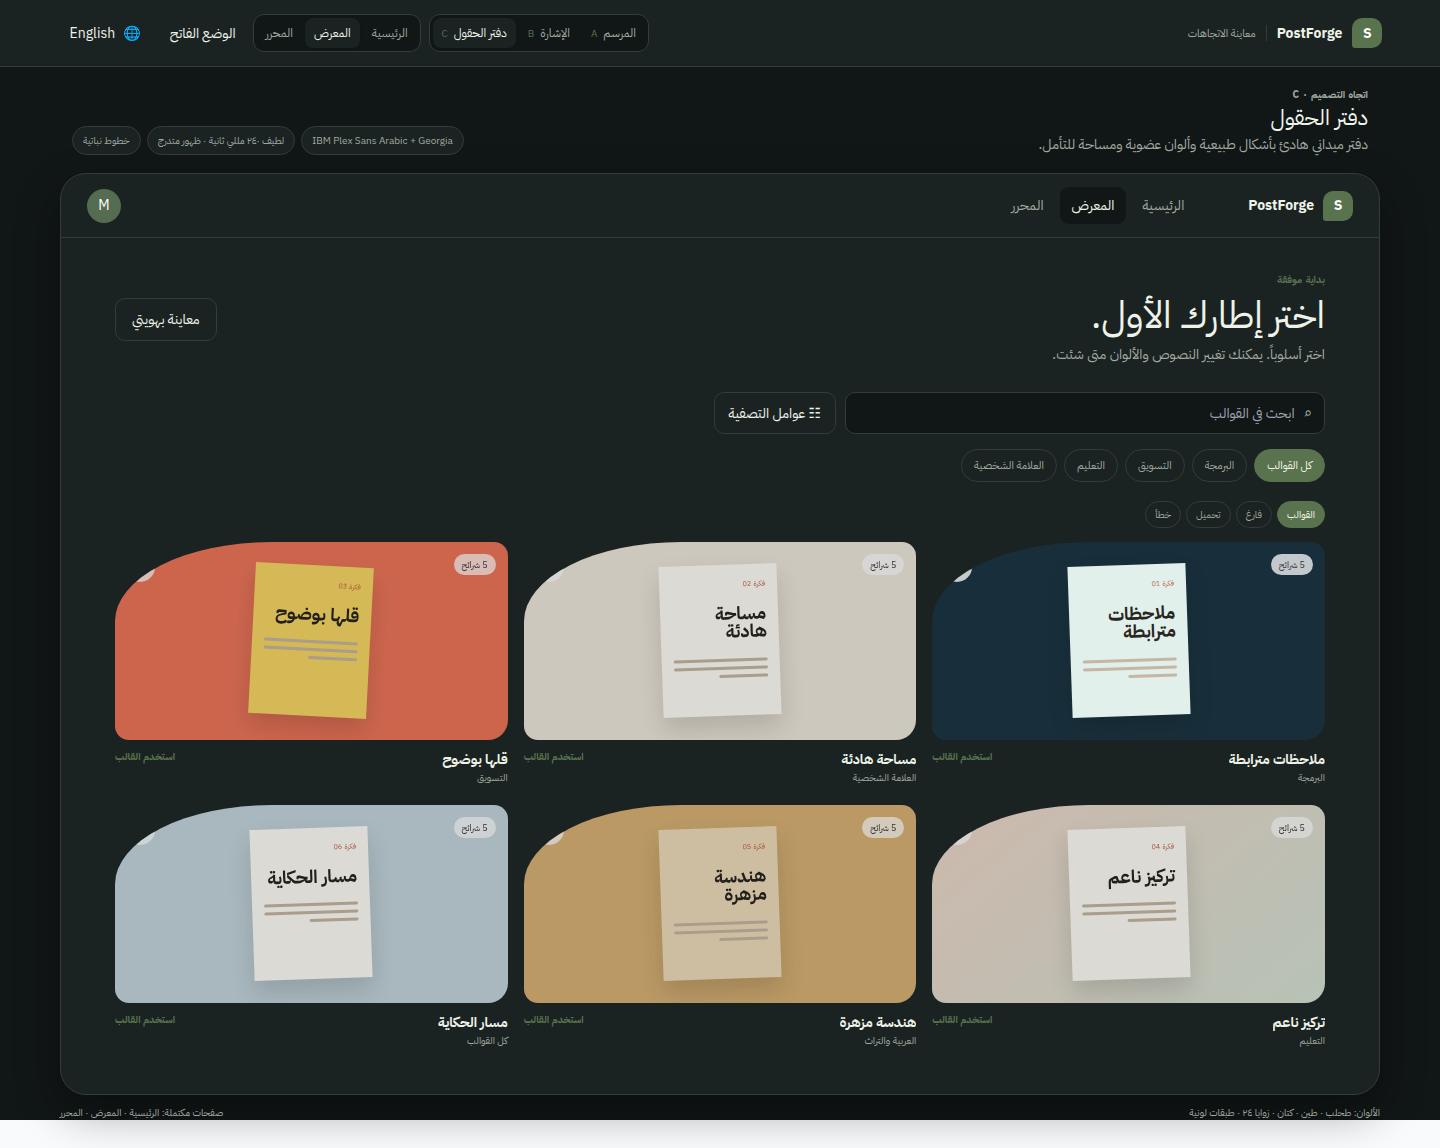 S PostForge معاينة الاتجاهات
المرسم A الإشارة B دفتر الحقول C
الرئيسية المعرض المحرر
الوضع الفاتح
🌐 English
اتجاه التصميم · C
دفتر الحقول
دفتر ميداني هادئ بأشكال طبيعية وألوان عضوية ومساحة للتأمل.
IBM Plex Sans Arabic + Georgia
لطيف ٢٤٠ مللي ثانية · ظهور متدرج
خطوط نباتية
S PostForge
الرئيسية المعرض المحرر
M
بداية موفقة
اختر إطارك الأول.
اختر أسلوباً. يمكنك تغيير النصوص والألوان متى شئت.
معاينة بهويتي
ابحث في القوالب
عوامل التصفية
كل القوالب البرمجة التسويق التعليم العلامة الشخصية
القوالب فارغ تحميل خطأ
5 شرائح
فكرة 01
ملاحظات
مترابطة
ملاحظات مترابطة
استخدم القالب
البرمجة
5 شرائح
فكرة 02
مساحة
هادئة
مساحة هادئة
استخدم القالب
العلامة الشخصية
5 شرائح
فكرة 03
قلها بوضوح
قلها بوضوح
استخدم القالب
التسويق
5 شرائح
فكرة 04
تركيز ناعم
تركيز ناعم
استخدم القالب
التعليم
5 شرائح
فكرة 05
هندسة
مزهرة
هندسة مزهرة
استخدم القالب
العربية والتراث
5 شرائح
فكرة 06
مسار الحكاية
مسار الحكاية
استخدم القالب
كل القوالب
الألوان: طحلب · طين · كتان · زوايا ٢٤ · طبقات لونية
صفحات مكتملة: الرئيسية · المعرض · المحرر